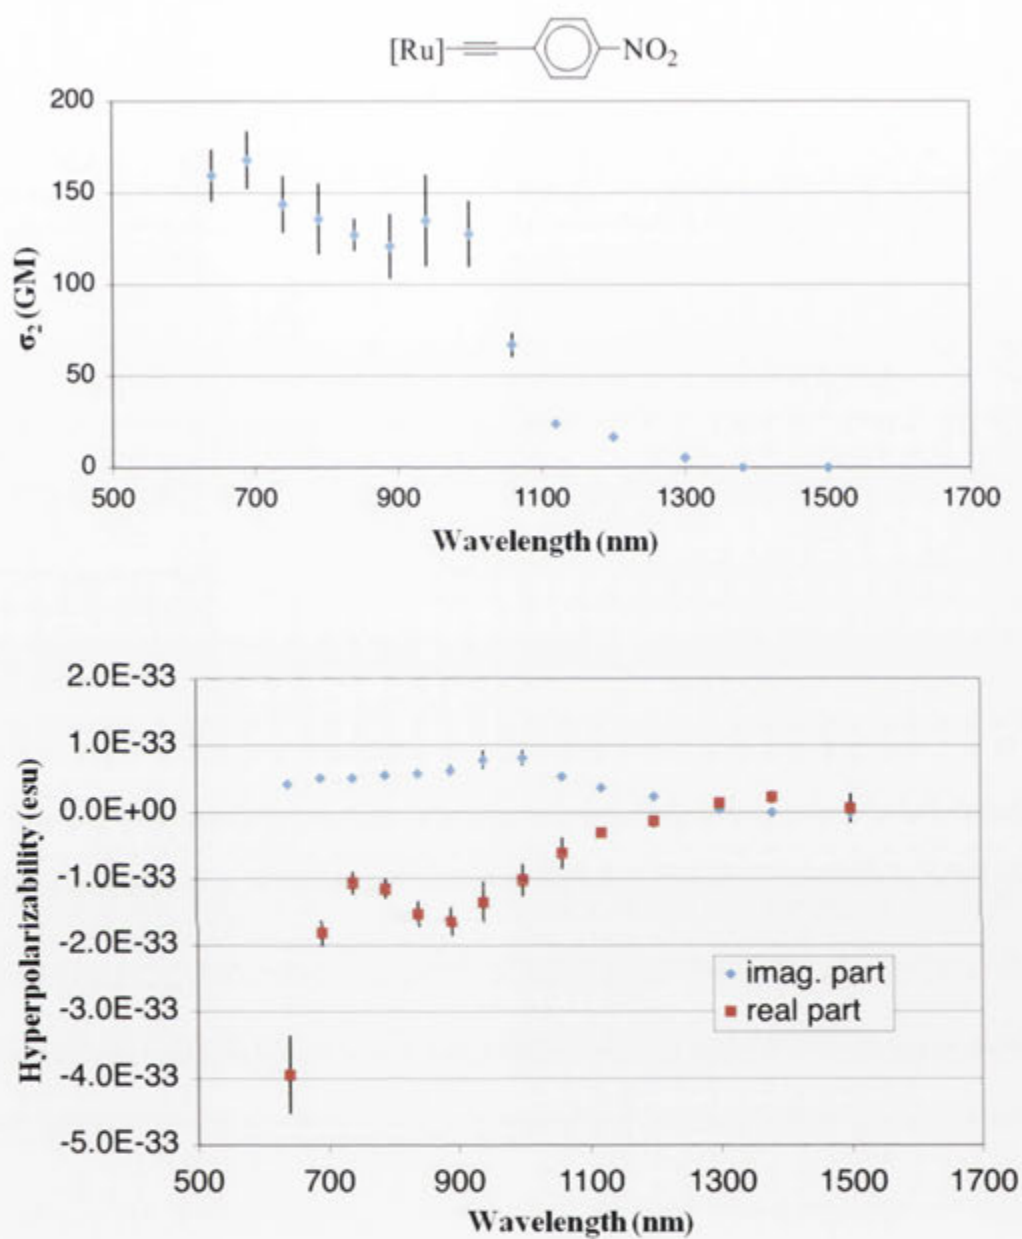 [Ru] NO2
200
150
100
50
0
σ2 (GM)
500 700 900 1100 1300 1500 1700
Wavelength (nm)
2.0E-33
1.0E-33
0.0E+00
-1.0E-33
-2.0E-33
-3.0E-33
-4.0E-33
-5.0E-33
Hyperpolarizability (esu)
imag. part
real part
500 700 900 1100 1300 1500 1700
Wavelength (nm)